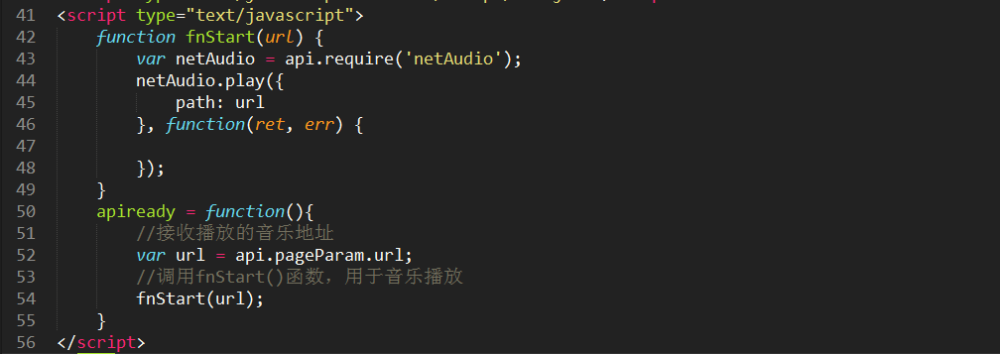 41 <script type="text/javascript">
42     function fnStart(url) {
43         var netAudio = api.require('netAudio');
44         netAudio.play({
45             path: url
46         }, function(ret, err) {
47
48         });
49     }
50     apiready = function(){
51         //接收播放的音乐地址
52         var url = api.pageParam.url;
53         //调用fnStart()函数，用于音乐播放
54         fnStart(url);
55     }
56 </script>